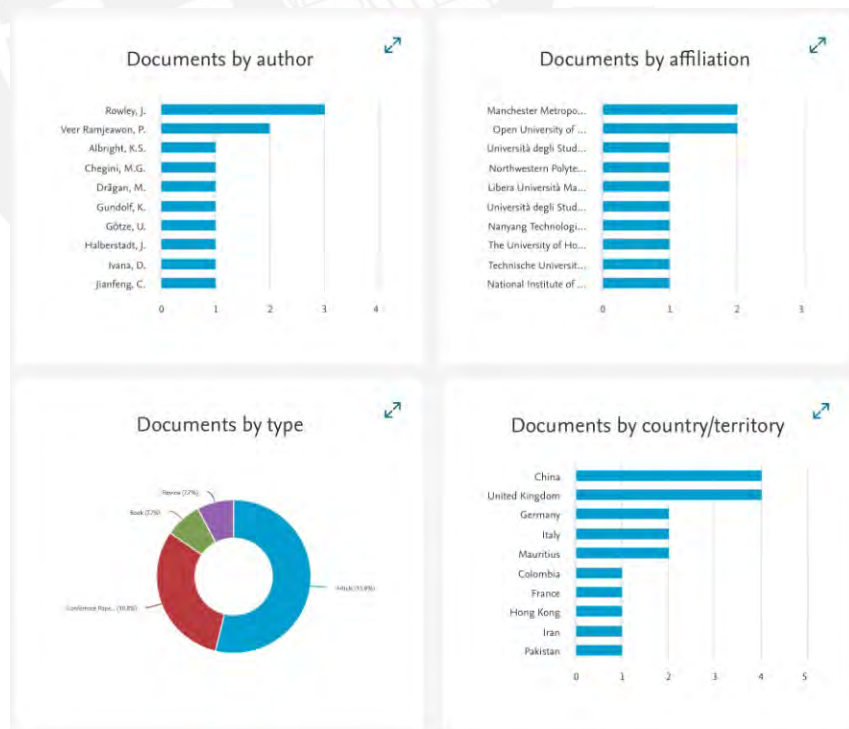 Documents by author
Rowley, J.
Veer Ramjeawon, P.
Albright, K.S.
Chegini, M.G.
Drăgan, M.
Gundolf, K.
Götze, U.
Halberstadt, J.
Ivana, D.
Jianfeng, C.
0 1 2 3 4
Documents by affiliation
Manchester Metropo...
Open University of ...
Università degli Stud...
Northwestern Polyte...
Libera Università Ma...
Università degli Stud...
Nanyang Technologi...
The University of Ho...
Technische Universit...
National Institute of ...
0 1 2 3
Documents by type
Review (7.7%)
Book (7.7%)
Article (53.8%)
Conference Pape... (30.8%)
Documents by country/territory
China
United Kingdom
Germany
Italy
Mauritius
Colombia
France
Hong Kong
Iran
Pakistan
0 1 2 3 4 5